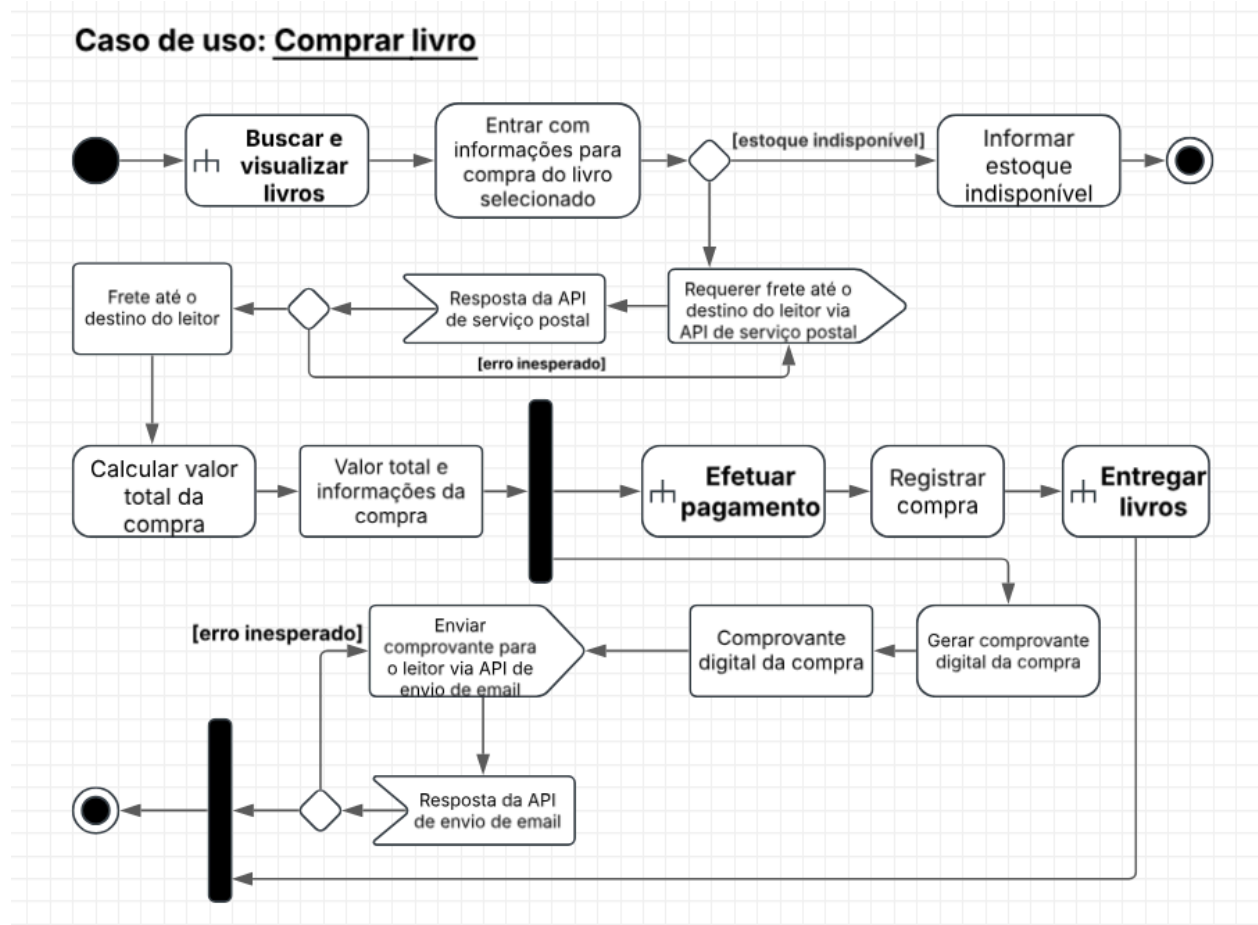 Caso de uso: Comprar livro
Buscar e
visualizar
livros
Entrar com
informações para
compra do livro
selecionado
[estoque indisponível]
Informar
estoque
indisponível
Frete até o
destino do leitor
Resposta da API
de serviço postal
Requerer frete até o
destino do leitor via
API de serviço postal
[erro inesperado]
Calcular valor
total da
compra
Valor total e
informações da
compra
Efetuar
pagamento
Registrar
compra
Entregar
livros
[erro inesperado]
Enviar
comprovante para
o leitor via API de
envio de email
Comprovante
digital da compra
Gerar comprovante
digital da compra
Resposta da API
de envio de email